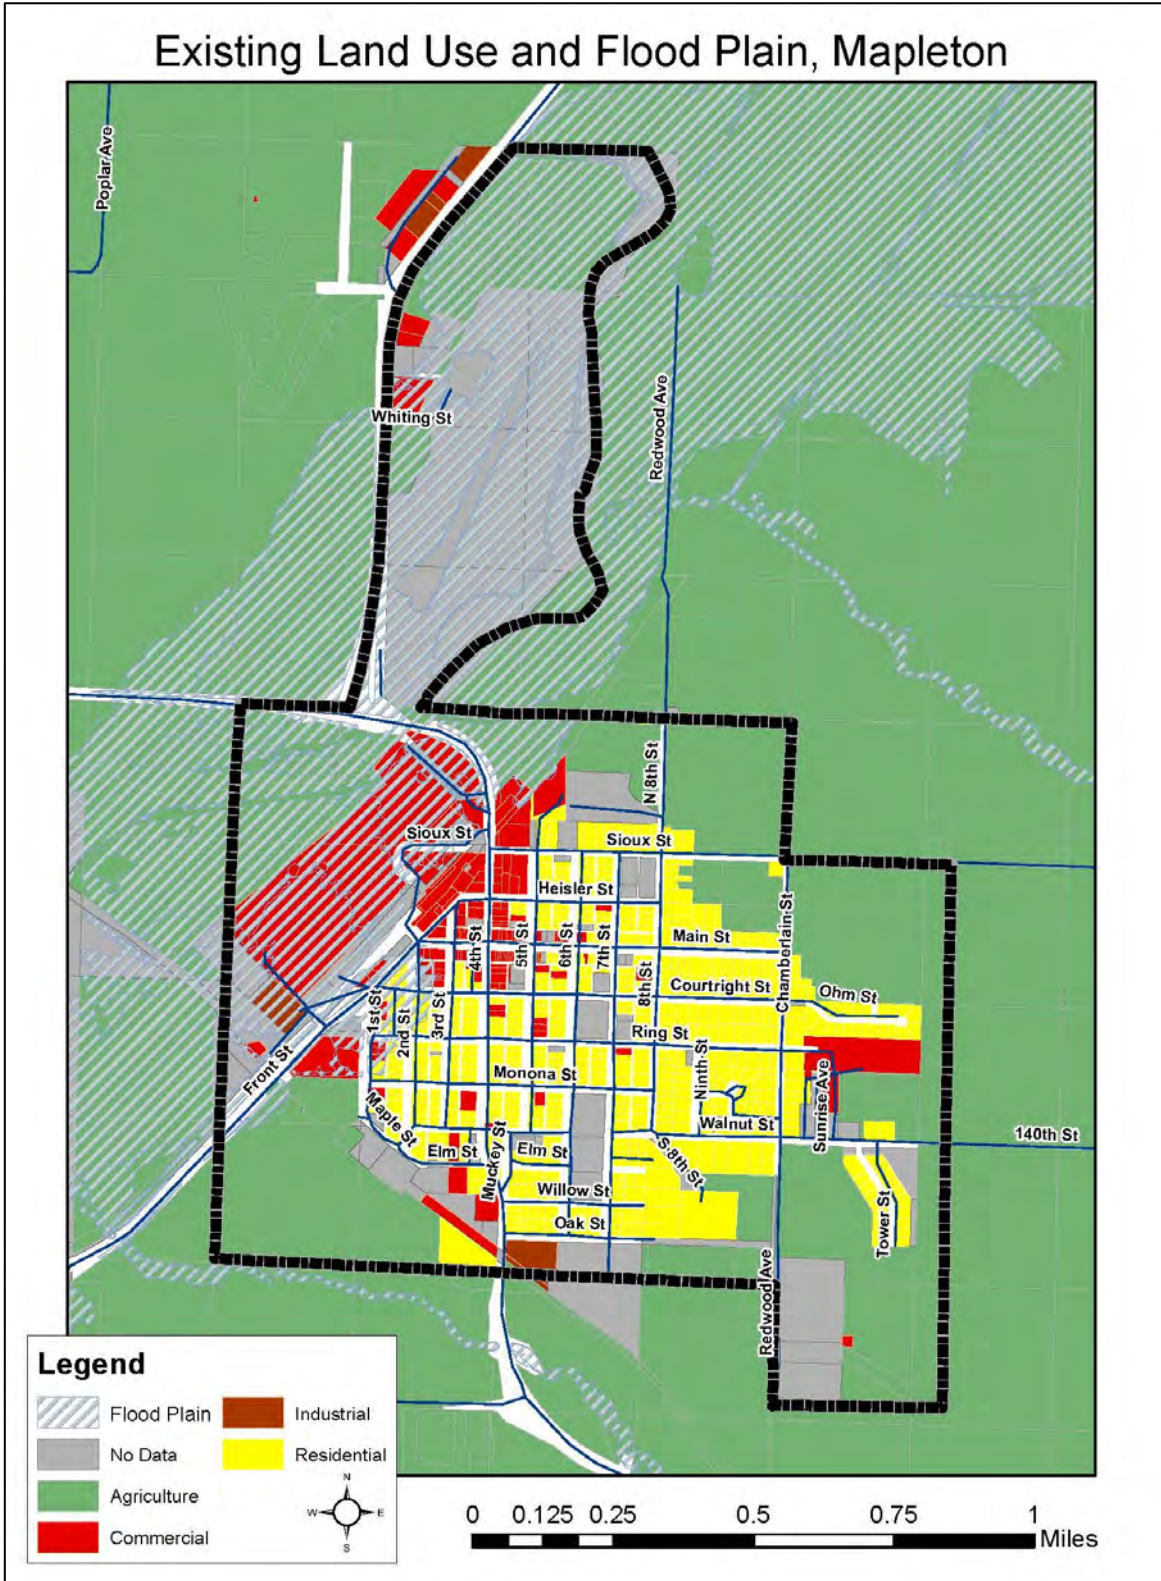 Existing Land Use and Flood Plain, Mapleton
Poplar Ave
Whiting St
Redwood Ave
N 8th St
Sioux St
Sioux St
Heisler St
Main St
4th St
5th St
6th St
7th St
8th St
Chamberlain St
Courtright St
Ohm St
1st St
2nd St
3rd St
Ring St
Front St
Monona St
Ninth St
Sunrise Ave
Maple St
Walnut St
140th St
Elm St
Muckey St
Elm St
S 8th St
Willow St
Oak St
Tower St
Redwood Ave
Legend
Flood Plain
No Data
Agriculture
Commercial
Industrial
Residential
N
W
E
S
0 0.125 0.25 0.5 0.75 1
Miles